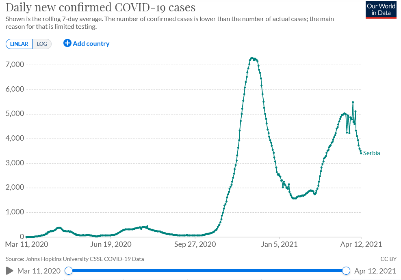 Daily new confirmed COVID-19 cases
Our World
in Data
Shown is the rolling 7-day average. The number of confirmed cases is lower than the number of actual cases; the main
reason for that is limited testing.
LINEAR LOG
Add country
7,000
6,000
5,000
4,000
3,000
Serbia
2,000
1,000
0
Mar 11, 2020 Jun 19, 2020 Sep 27, 2020 Jan 5, 2021 Apr 12, 2021
Source: Johns Hopkins University CSSE COVID-19 Data CC BY
Mar 11, 2020 Apr 12, 2021